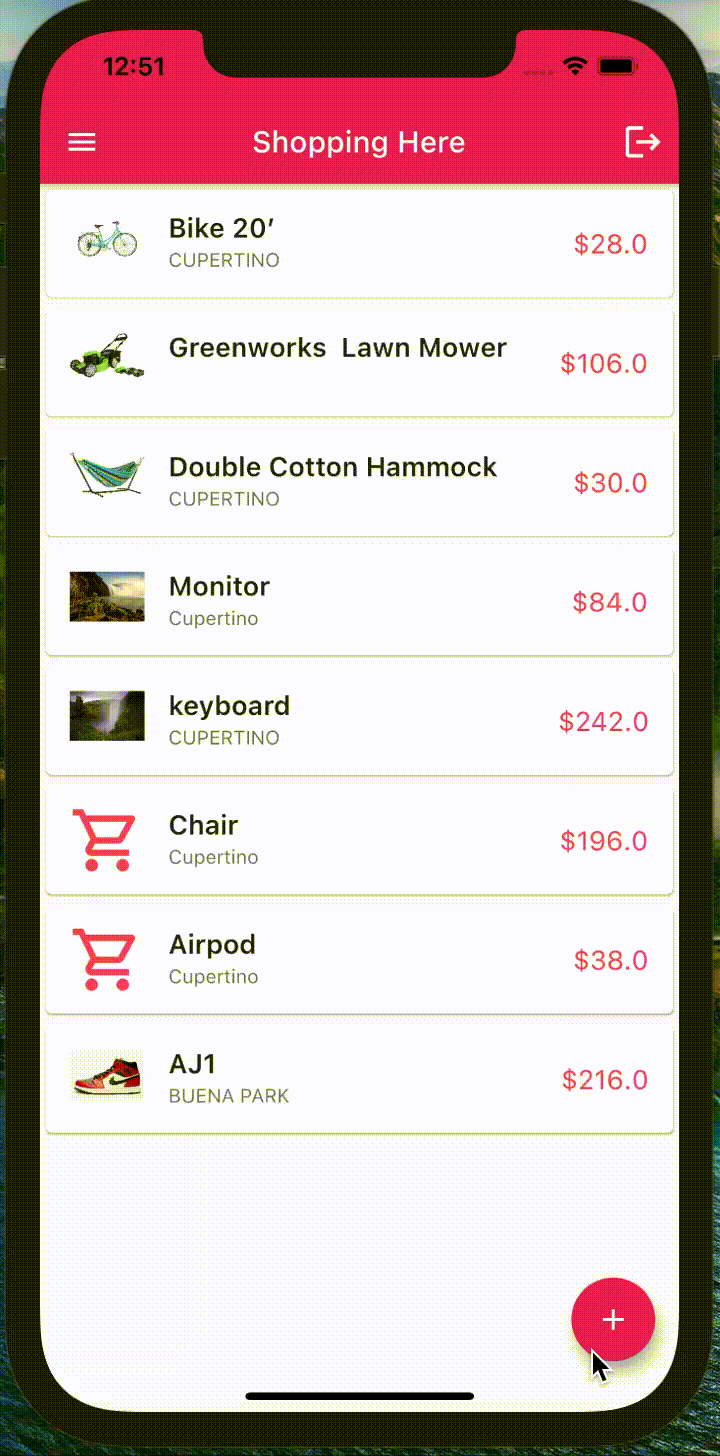 12:51
Shopping Here
Bike 20’
CUPERTINO
$28.0
Greenworks  Lawn Mower
$106.0
Double Cotton Hammock
CUPERTINO
$30.0
Monitor
Cupertino
$84.0
keyboard
CUPERTINO
$242.0
Chair
Cupertino
$196.0
Airpod
Cupertino
$38.0
AJ1
BUENA PARK
$216.0